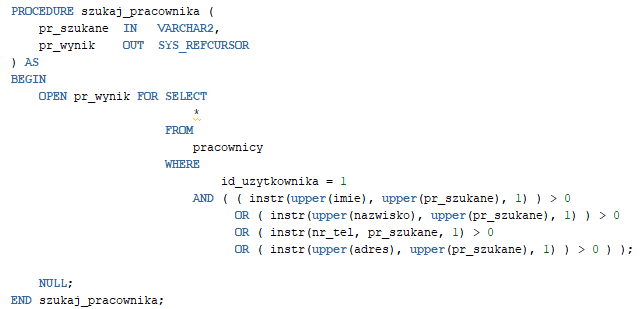 PROCEDURE szukaj_pracownika (
    pr_szukane  IN   VARCHAR2,
    pr_wynik    OUT  SYS_REFCURSOR
) AS
BEGIN
    OPEN pr_wynik FOR SELECT
                          *
                      FROM
                          pracownicy
                      WHERE
                              id_uzytkownika = 1
                          AND ( ( instr(upper(imie), upper(pr_szukane), 1) ) > 0
                                OR ( instr(upper(nazwisko), upper(pr_szukane), 1) ) > 0
                                OR ( instr(nr_tel, pr_szukane, 1) > 0
                                OR ( instr(upper(adres), upper(pr_szukane), 1) ) > 0 ) );
    NULL;
END szukaj_pracownika;